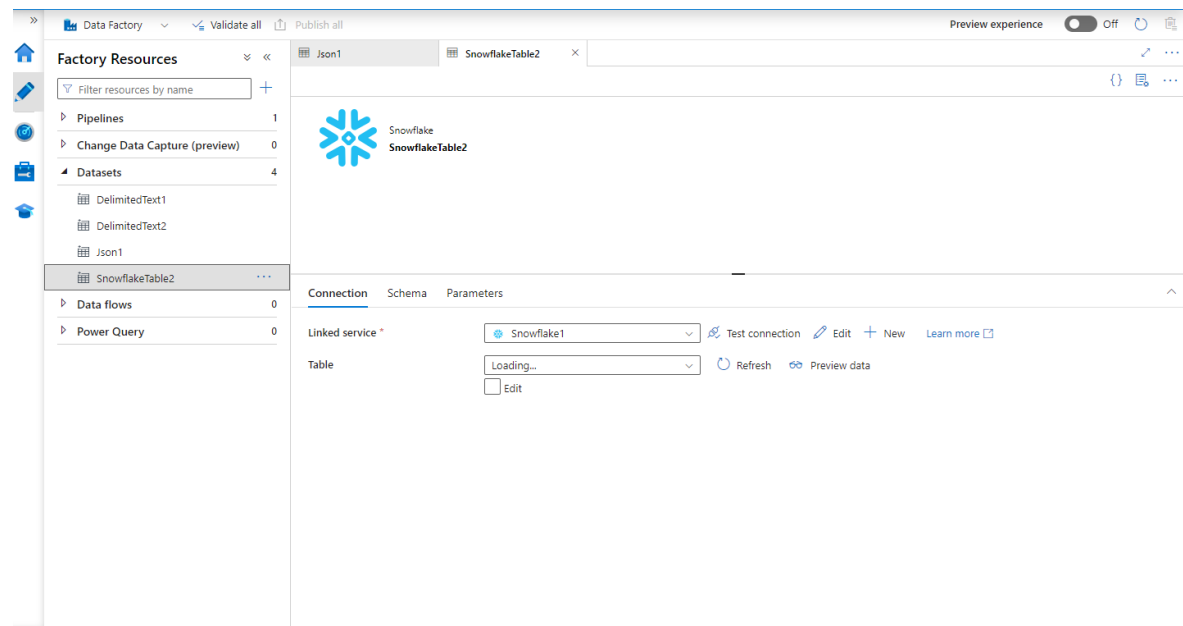 »
Data Factory
Validate all
Publish all
Preview experience
Off
Factory Resources
Filter resources by name
Pipelines 1
Change Data Capture (preview) 0
Datasets 4
DelimitedText1
DelimitedText2
Json1
SnowflakeTable2 ...
Data flows 0
Power Query 0
Json1
SnowflakeTable2
{}
Snowflake
SnowflakeTable2
Connection Schema Parameters
Linked service * Snowflake1 Test connection Edit New Learn more
Table Loading... Refresh Preview data
Edit